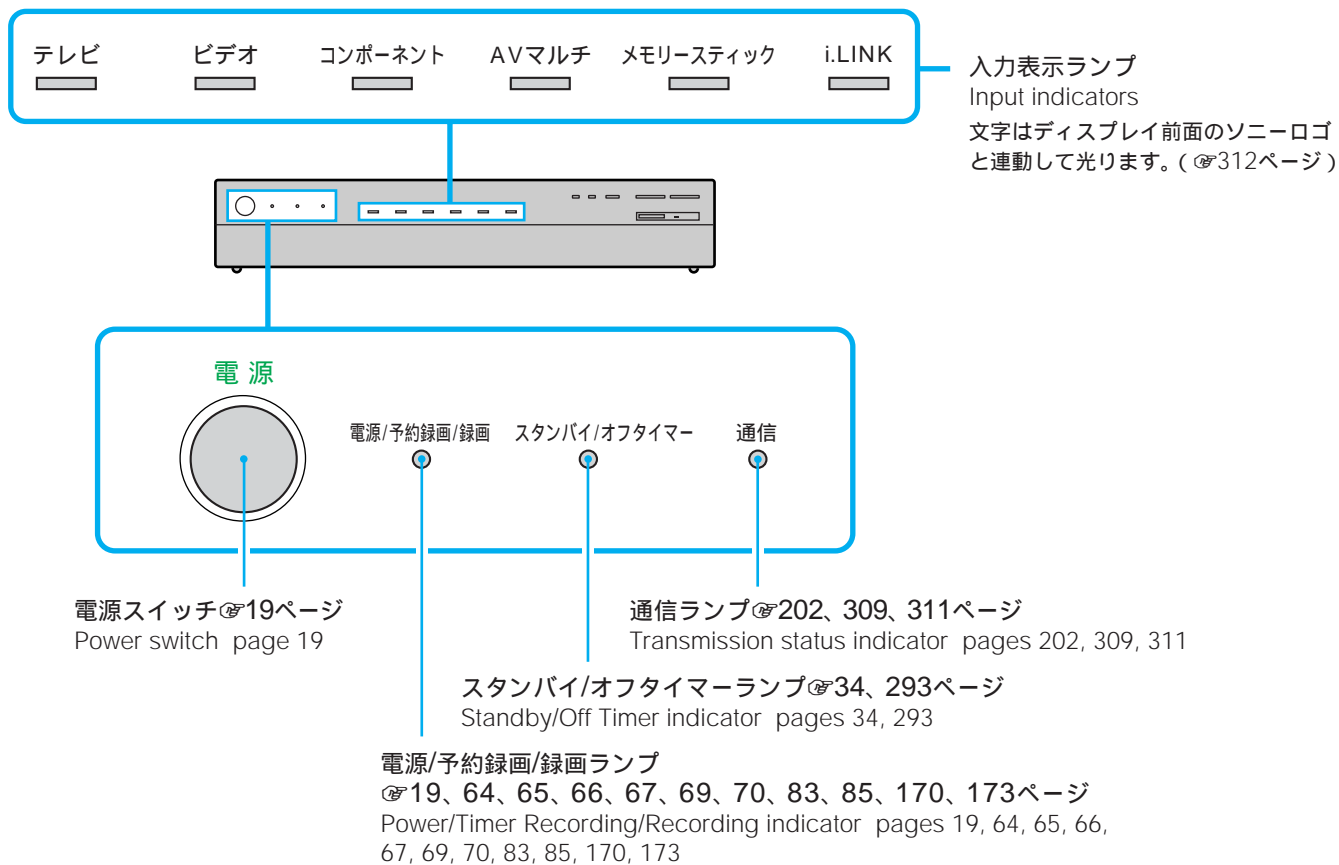 テレビ ビデオ コンポーネント AVマルチ メモリースティック i.LINK
入力表示ランプ
Input indicators
文字はディスプレイ前面のソニーロゴ
と連動して光ります。(☞312ページ)
電源
電源/予約録画/録画 スタンバイ/オフタイマー 通信
電源スイッチ☞19ページ
Power switch page 19
通信ランプ☞202、309、311ページ
Transmission status indicator pages 202, 309, 311
スタンバイ/オフタイマーランプ☞34、293ページ
Standby/Off Timer indicator pages 34, 293
電源/予約録画/録画ランプ
☞19、64、65、66、67、69、70、83、85、170、173ページ
Power/Timer Recording/Recording indicator pages 19, 64, 65, 66,
67, 69, 70, 83, 85, 170, 173